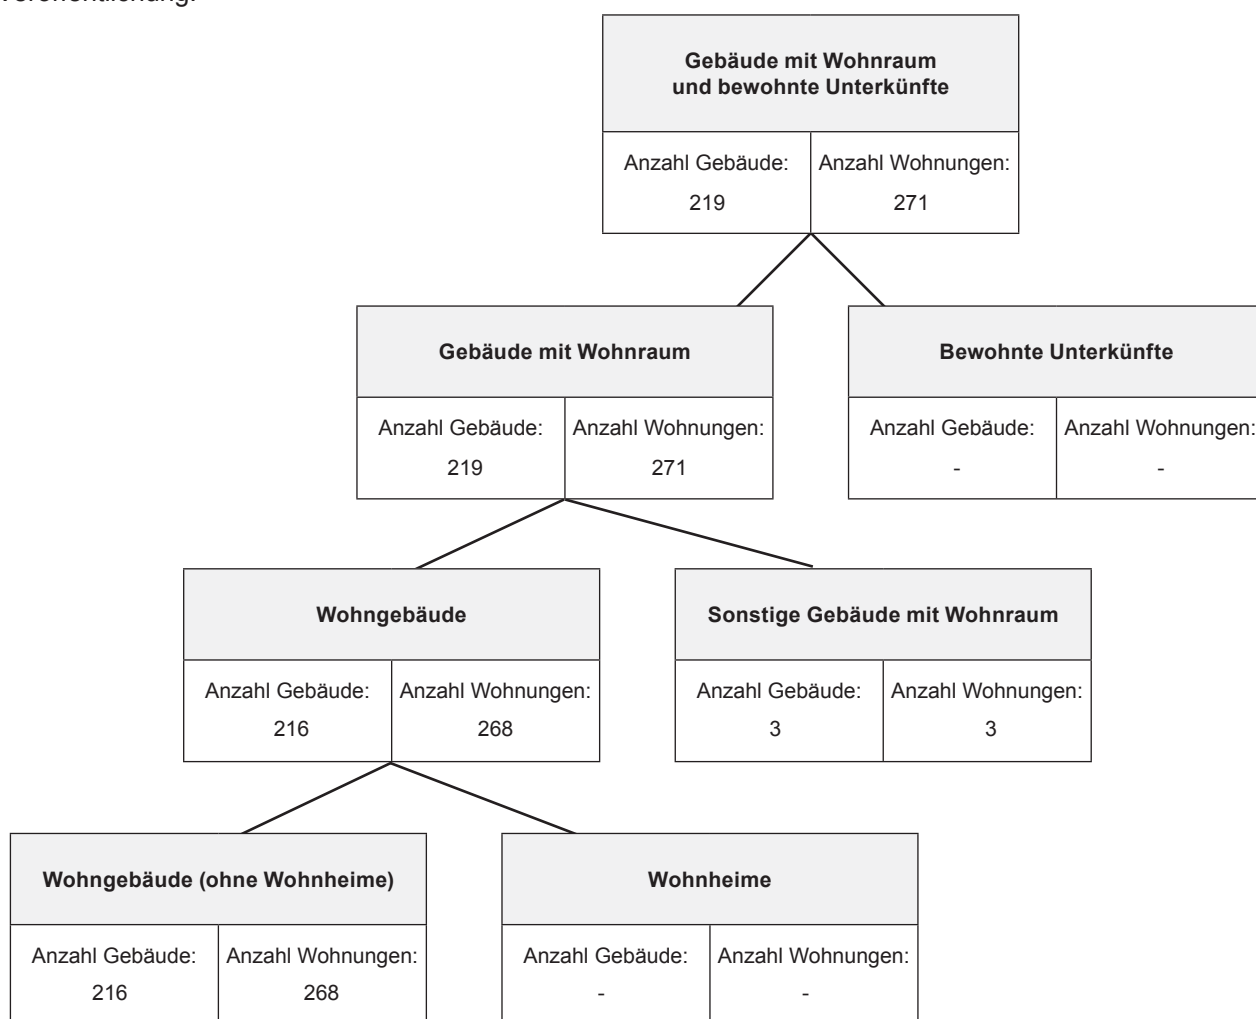 Veröffentlichung.
Gebäude mit Wohnraum
und bewohnte Unterkünfte
Anzahl Gebäude: Anzahl Wohnungen:
219 271
Gebäude mit Wohnraum Bewohnte Unterkünfte
Anzahl Gebäude: Anzahl Wohnungen: Anzahl Gebäude: Anzahl Wohnungen:
219 271 - -
Wohngebäude Sonstige Gebäude mit Wohnraum
Anzahl Gebäude: Anzahl Wohnungen: Anzahl Gebäude: Anzahl Wohnungen:
216 268 3 3
Wohngebäude (ohne Wohnheime) Wohnheime
Anzahl Gebäude: Anzahl Wohnungen: Anzahl Gebäude: Anzahl Wohnungen:
216 268 - -